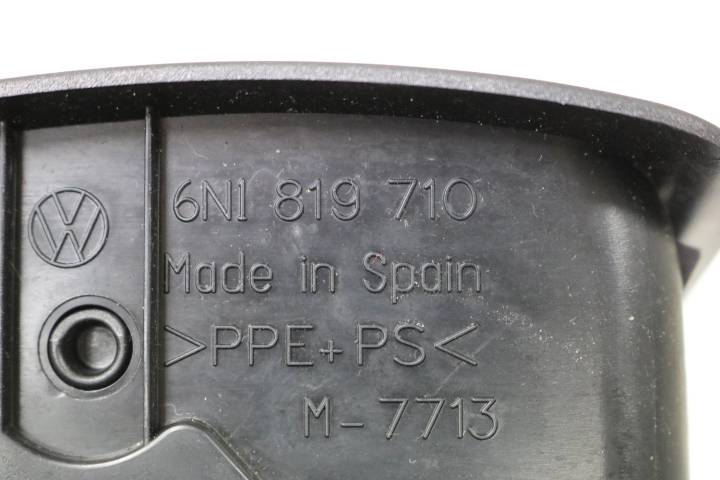 6N1 819 710
Made in Spain
>PPE+PS<
M-7713